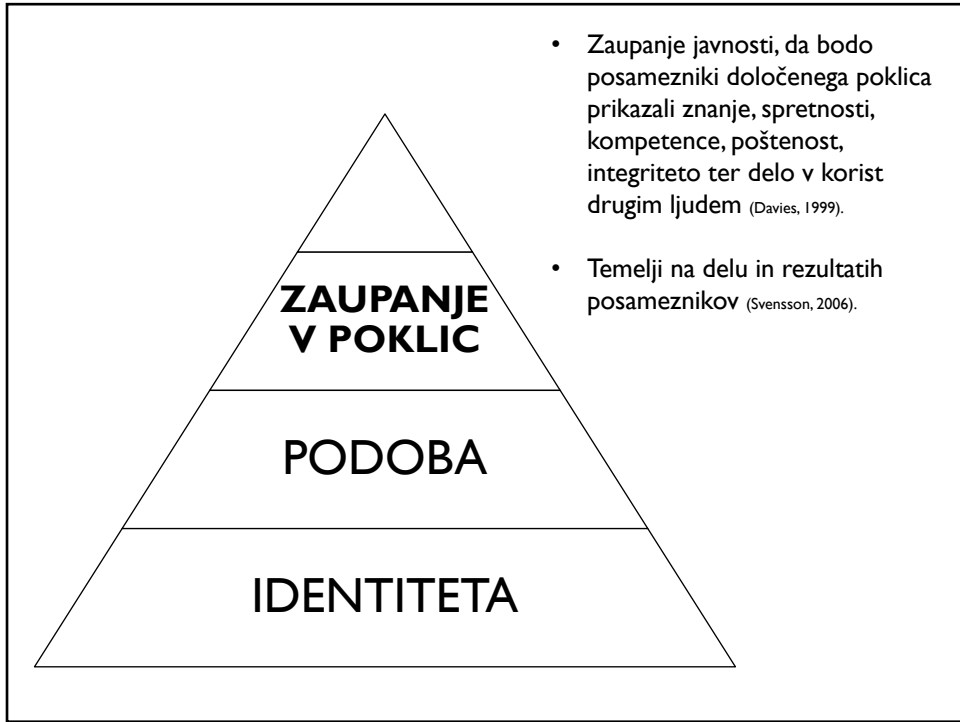 • Zaupanje javnosti, da bodo
posamezniki določenega poklica
prikazali znanje, spretnosti,
kompetence, poštenost,
integriteto ter delo v korist
drugim ljudem (Davies, 1999).
• Temelji na delu in rezultatih
posameznikov (Svensson, 2006).
ZAUPANJE
V POKLIC
PODOBA
IDENTITETA